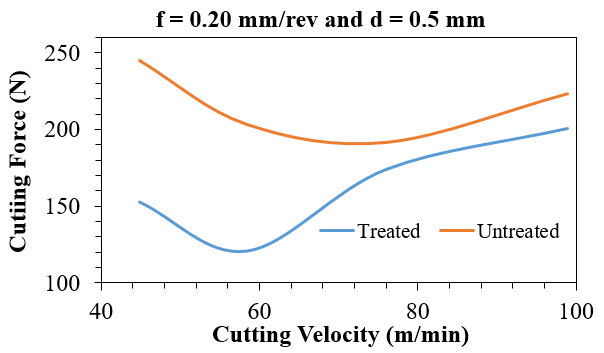 f = 0.20 mm/rev and d = 0.5 mm
Cutiing Force (N)
250
200
150
100
Treated
Untreated
40
60
80
100
Cutting Velocity (m/min)